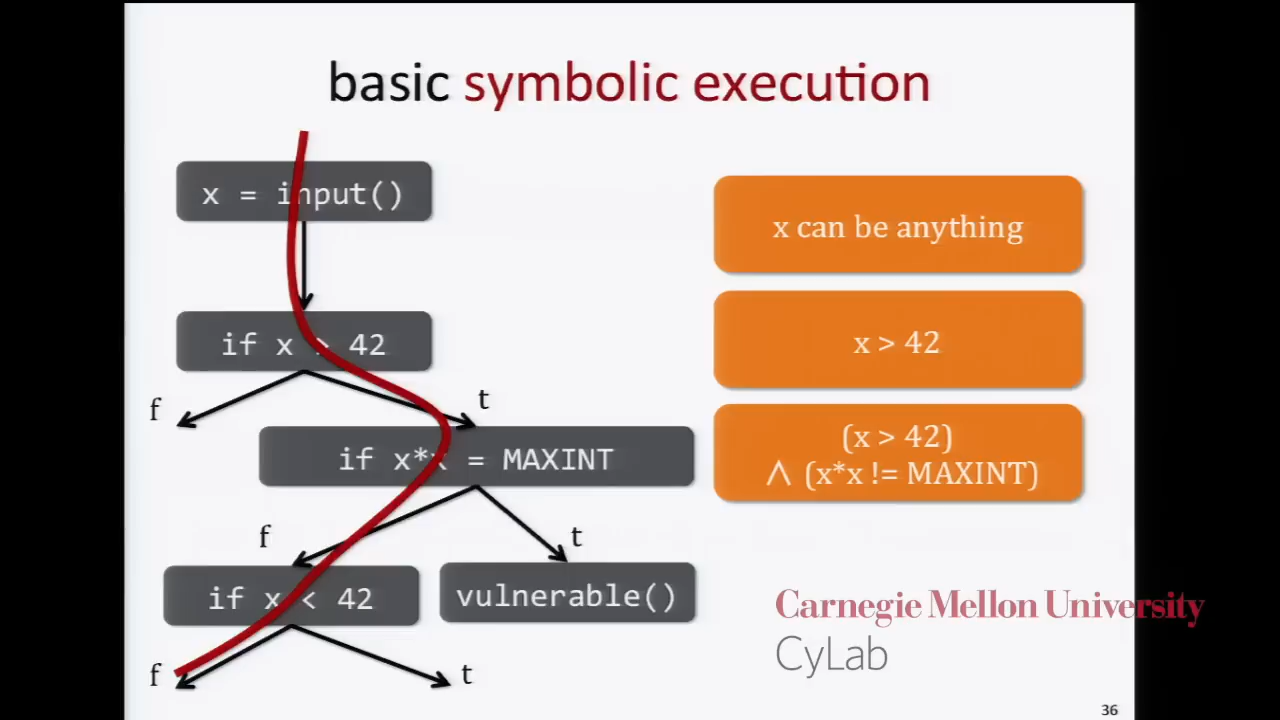 basic symbolic execution
x = input()
x can be anything
if x > 42
x > 42
f
t
if x*x = MAXINT
(x > 42)
∧ (x*x != MAXINT)
f
t
if x < 42
vulnerable()
f
t
Carnegie Mellon University
CyLab
36